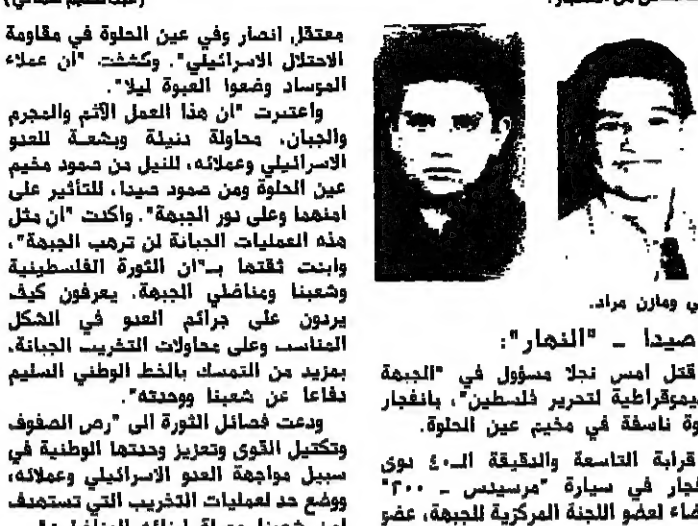 ي ومازن مراد.
صيدا ـ "النهار":
قتل امس نجلا مسؤول في "الجبهة
يموقراطية لتحرير فلسطين"، بانفجار
وة ناسفة في مخيم عين الحلوة.
قرابة التاسعة والدقيقة الـ٤٠ دوى
فجار في سيارة "مرسيدس ـ ٣٠٠"
ضاء لعضو اللجنة المركزية للجبهة، عضو
معتقل انصار وفي عين الحلوة في مقاومة
الاحتلال الاسرائيلي". وكشفت "ان عملاء
الموساد وضعوا العبوة ليلا".
واعتبرت "ان هذا العمل الآثم والمجرم
والجبان، محاولة دنيئة وبشعة للعدو
الاسرائيلي وعملائه، للنيل من صمود مخيم
عين الحلوة ومن صمود صيدا، للتأثير على
امنهما وعلى دور الجبهة". واكدت "ان مثل
هذه العمليات الجبانة لن ترهب الجبهة"،
وابدت ثقتها بـ"ان الثورة الفلسطينية
وشعبنا ومناضلي الجبهة، يعرفون كيف
يردون على جرائم العدو في الشكل
المناسب وعلى محاولات التخريب الجبانة،
بمزيد من التمسك بالخط الوطني السليم
دفاعا عن شعبنا ووحدته".
ودعت فصائل الثورة الى "رص الصفوف
وتكتيل القوى وتعزيز وحدتها الوطنية في
سبيل مواجهة العدو الاسرائيلي وعملائه،
ووضع حد لعمليات التخريب التي تستهدف